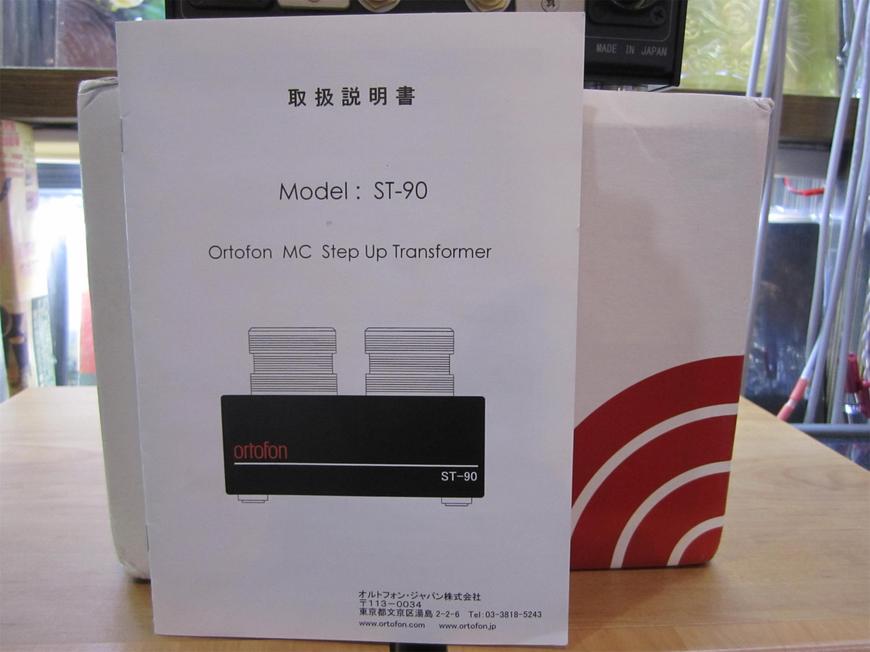 MADE IN JAPAN
取扱説明書
Model : ST-90
Ortofon MC Step Up Transformer
ortofon
ST-90
オルトフォン・ジャパン株式会社
〒113-0034
東京都文京区湯島 2-2-6 Tel:03-3818-5243
www.ortofon.com www.ortofon.jp